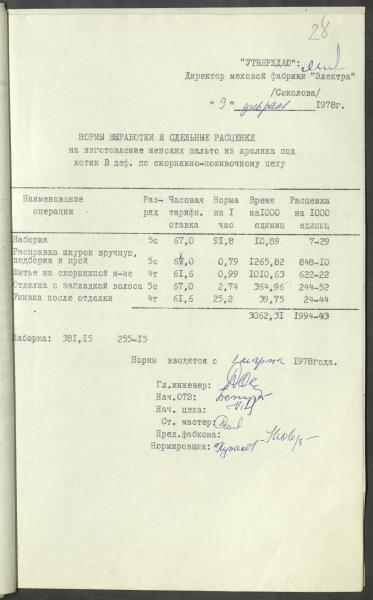 28
"УТВЕРЖДАЮ":
Директор меховой фабрики "Электра"
/Соколова/
"9" февраля 1978г.
НОРМЫ ВЫРАБОТКИ И СДЕЛЬНЫЕ РАСЦЕНКИ
на изготовление женских пальто из кролика под
котик В деф. по скорняжно-пошивочному цеху
Наименование операции Раз-ряд Часовая тарифн. ставка Норма на I час Время на 1000 единиц Расценка на 1000 единиц
Наборка 5с 67,0 91,8 10,89 7-29
Расправка шкурок вручную,
подборка и прой 5с 67,0 0,79 1265,82 848-10
Шитье на скорняжной м-не 4т 61,6 0,99 1010,63 622-22
Отделка с загладкой волоса 5с 67,0 2,74 364,96 244-52
Ушивка после отделки 4т 61,6 25,2 39,75 24-44
3062,31 1994-43
Наборка: 381,15 255-15
Нормы вводятся с 1 марта 1978года.
Гл.инженер:
Нач.ОТЗ:
Нач. цеха:
Ст. мастер:
Пред.фабкома:
Нормировщик: